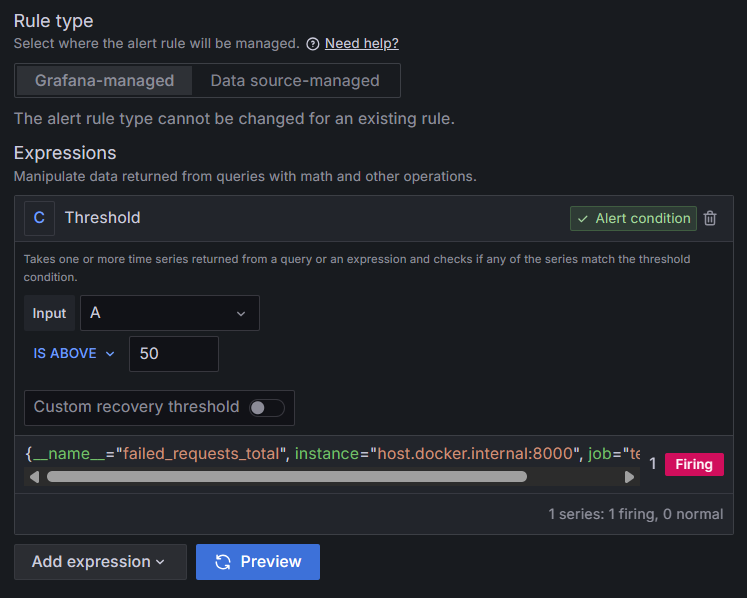 Rule type
Select where the alert rule will be managed. Need help?
Grafana-managed Data source-managed
The alert rule type cannot be changed for an existing rule.
Expressions
Manipulate data returned from queries with math and other operations.
C Threshold Alert condition
Takes one or more time series returned from a query or an expression and checks if any of the series match the threshold
condition.
Input A
IS ABOVE 50
Custom recovery threshold
{__name__="failed_requests_total", instance="host.docker.internal:8000", job="te 1 Firing
1 series: 1 firing, 0 normal
Add expression Preview